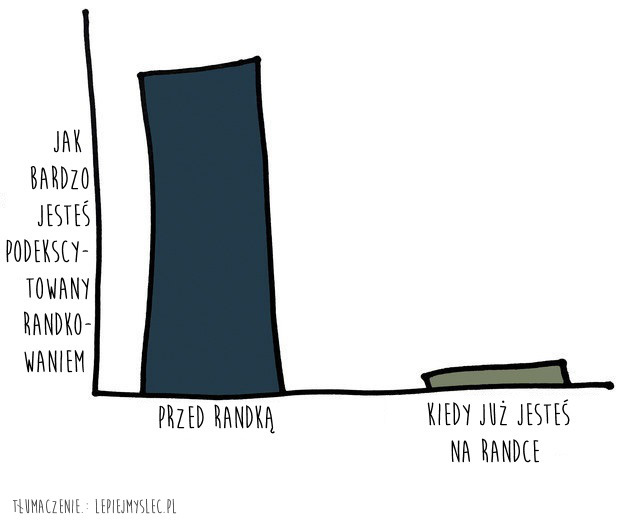 JAK
BARDZO
JESTEŚ
PODEKSCY-
TOWANY
RANDKO-
WANIEM
PRZED RANDKĄ
KIEDY JUŻ JESTEŚ
NA RANDCE
TŁUMACZENIE.: LEPIEJMYSLEC.PL